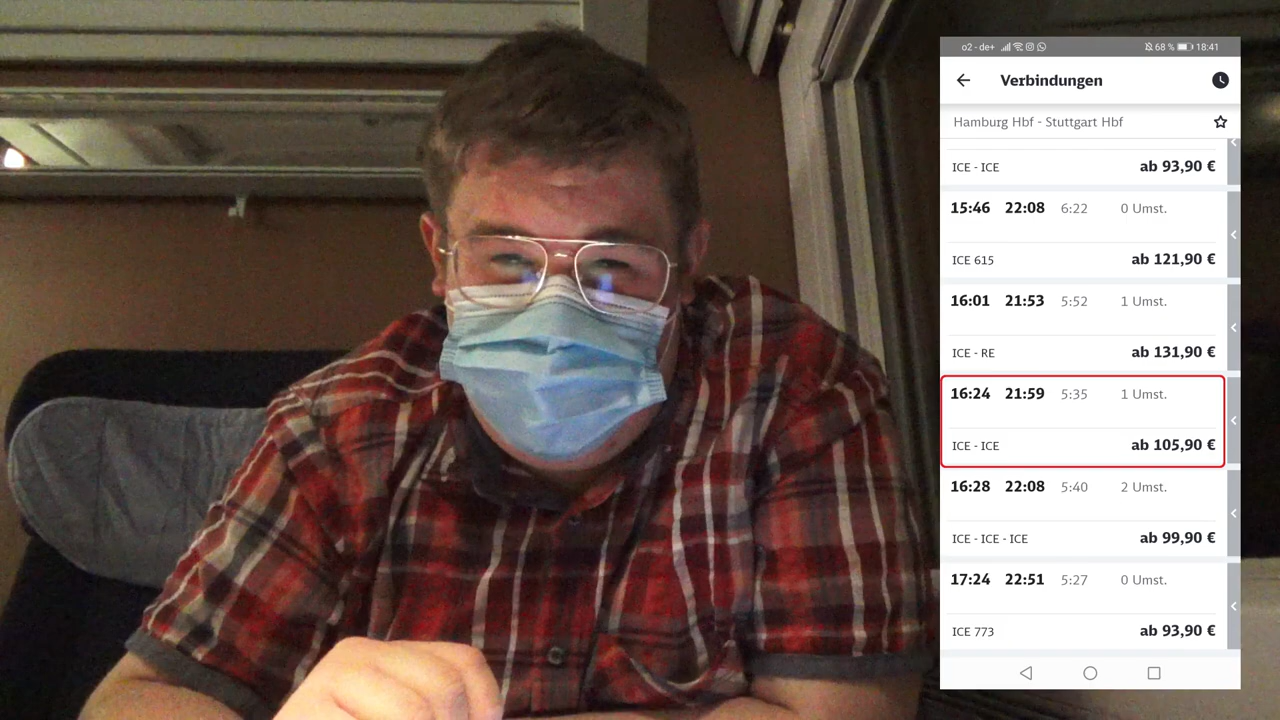 o2 - de+ 68 % 18:41
Verbindungen
Hamburg Hbf - Stuttgart Hbf
ICE - ICE ab 93,90 €
15:46 22:08 6:22 0 Umst.
ICE 615 ab 121,90 €
16:01 21:53 5:52 1 Umst.
ICE - RE ab 131,90 €
16:24 21:59 5:35 1 Umst.
ICE - ICE ab 105,90 €
16:28 22:08 5:40 2 Umst.
ICE - ICE - ICE ab 99,90 €
17:24 22:51 5:27 0 Umst.
ICE 773 ab 93,90 €